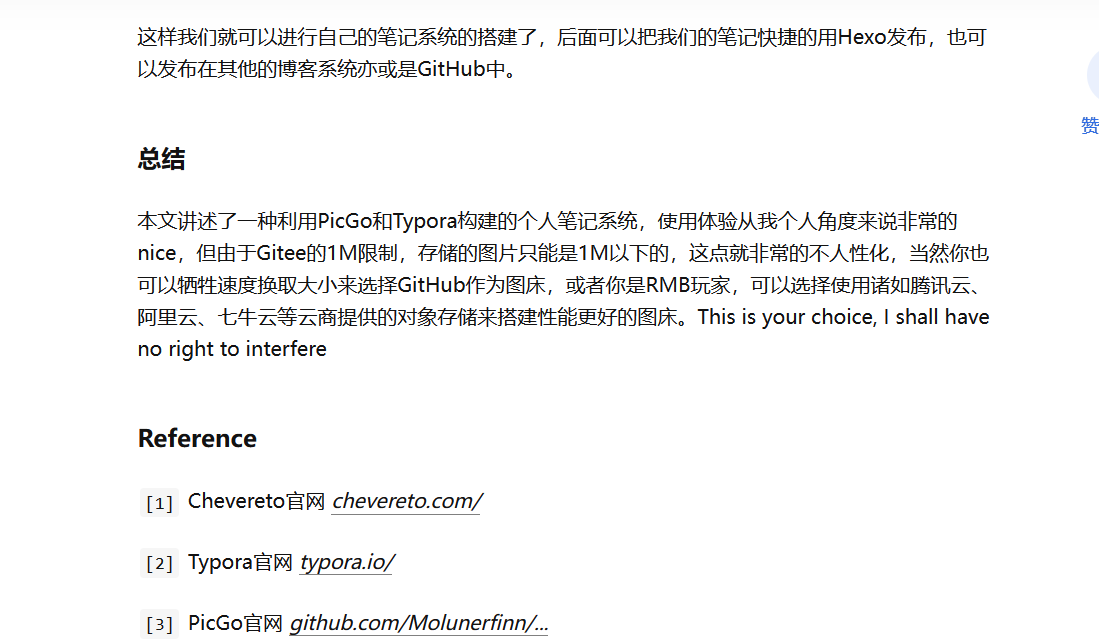 这样我们就可以进行自己的笔记系统的搭建了，后面可以把我们的笔记快捷的用Hexo发布，也可
以发布在其他的博客系统亦或是GitHub中。
赞
总结
本文讲述了一种利用PicGo和Typora构建的个人笔记系统，使用体验从我个人角度来说非常的
nice，但由于Gitee的1M限制，存储的图片只能是1M以下的，这点就非常的不人性化，当然你也
可以牺牲速度换取大小来选择GitHub作为图床，或者你是RMB玩家，可以选择使用诸如腾讯云、
阿里云、七牛云等云商提供的对象存储来搭建性能更好的图床。This is your choice, I shall have
no right to interfere
Reference
[1] Chevereto官网 chevereto.com/
[2] Typora官网 typora.io/
[3] PicGo官网 github.com/Molunerfinn/...